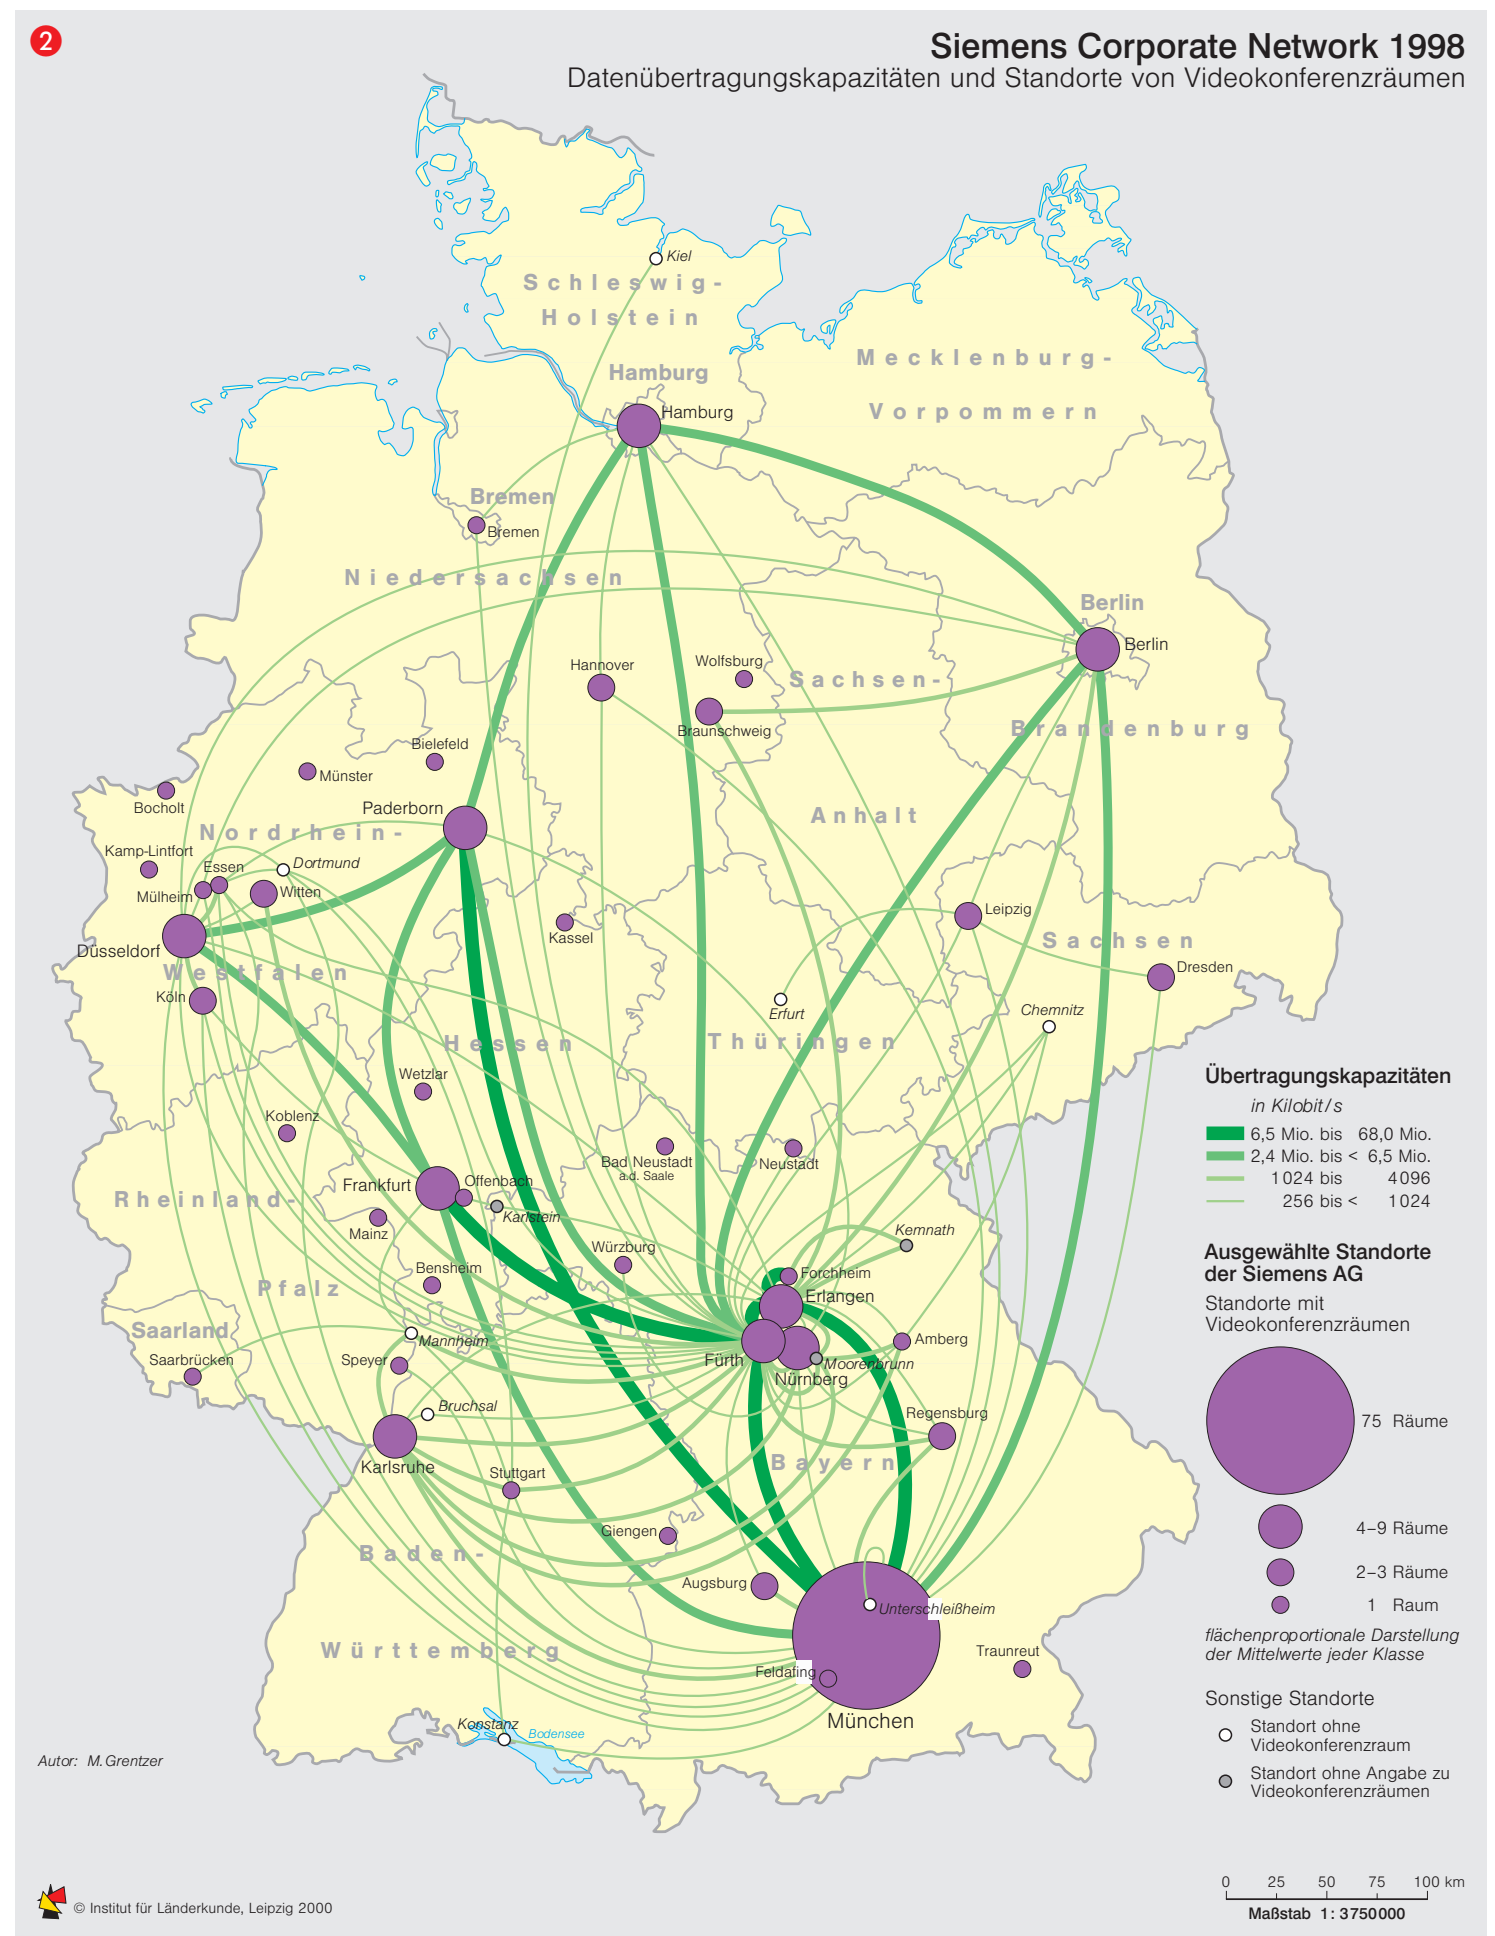 2
Siemens Corporate Network 1998
Datenübertragungskapazitäten und Standorte von Videokonferenzräumen
Kiel
Schleswig-
Holstein
Mecklenburg-
Vorpommern
Hamburg
Hamburg
Bremen
Bremen
Niedersachsen
Berlin
Berlin
Hannover
Wolfsburg
Sachsen-
Braunschweig
Brandenburg
Bielefeld
Münster
Bocholt
Paderborn
Anhalt
Nordrhein-
Kamp-Lintfort
Essen
Dortmund
Mülheim
Witten
Leipzig
Kassel
Sachsen
Düsseldorf
Westfalen
Dresden
Köln
Erfurt
Chemnitz
Hessen
Thüringen
Wetzlar
Koblenz
Bad Neustadt
a.d. Saale
Neustadt
Rheinland-
Frankfurt
Offenbach
Karlstein
Mainz
Kemnath
Würzburg
Bensheim
Forchheim
Pfalz
Erlangen
Saarland
Mannheim
Amberg
Saarbrücken
Speyer
Fürth
Moorenbrunn
Nürnberg
Bruchsal
Regensburg
Karlsruhe
Bayern
Stuttgart
Giengen
Baden-
Augsburg
Unterschleißheim
Württemberg
Traunreut
Feldafing
München
Konstanz
Bodensee
Übertragungskapazitäten
in Kilobit/s
6,5 Mio. bis 68,0 Mio.
2,4 Mio. bis < 6,5 Mio.
1024 bis 4096
256 bis < 1024
Ausgewählte Standorte
der Siemens AG
Standorte mit
Videokonferenzräumen
75 Räume
4–9 Räume
2–3 Räume
1 Raum
flächenproportionale Darstellung
der Mittelwerte jeder Klasse
Sonstige Standorte
Standort ohne
Videokonferenzraum
Standort ohne Angabe zu
Videokonferenzräumen
Autor: M. Grentzer
© Institut für Länderkunde, Leipzig 2000
0 25 50 75 100 km
Maßstab 1: 3750000